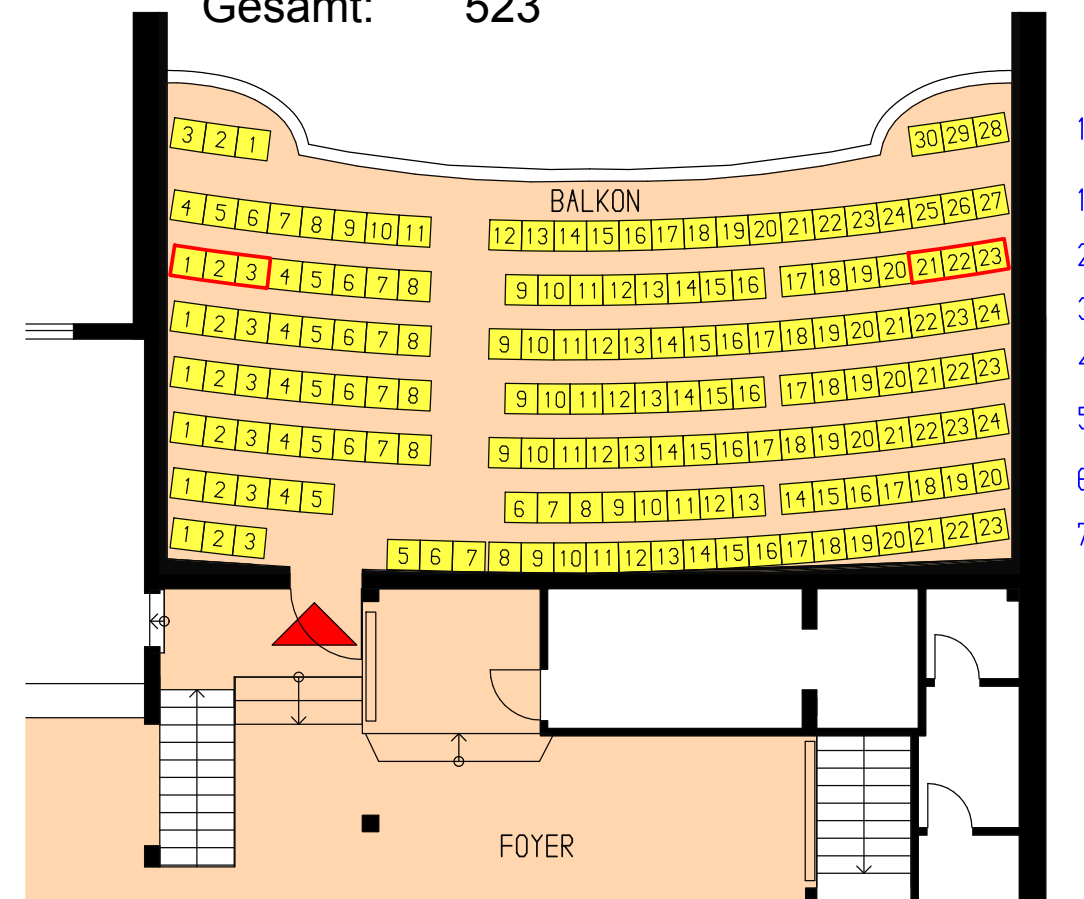 Gesamt: 523
3 2 1 30 29 28
BALKON
4 5 6 7 8 9 10 11 12 13 14 15 16 17 18 19 20 21 22 23 24 25 26 27
1 2 3 4 5 6 7 8 9 10 11 12 13 14 15 16 17 18 19 20 21 22 23
1 2 3 4 5 6 7 8 9 10 11 12 13 14 15 16 17 18 19 20 21 22 23 24
1 2 3 4 5 6 7 8 9 10 11 12 13 14 15 16 17 18 19 20 21 22 23
1 2 3 4 5 6 7 8 9 10 11 12 13 14 15 16 17 18 19 20 21 22 23 24
1 2 3 4 5 6 7 8 9 10 11 12 13 14 15 16 17 18 19 20
1 2 3 5 6 7 8 9 10 11 12 13 14 15 16 17 18 19 20 21 22 23
FOYER